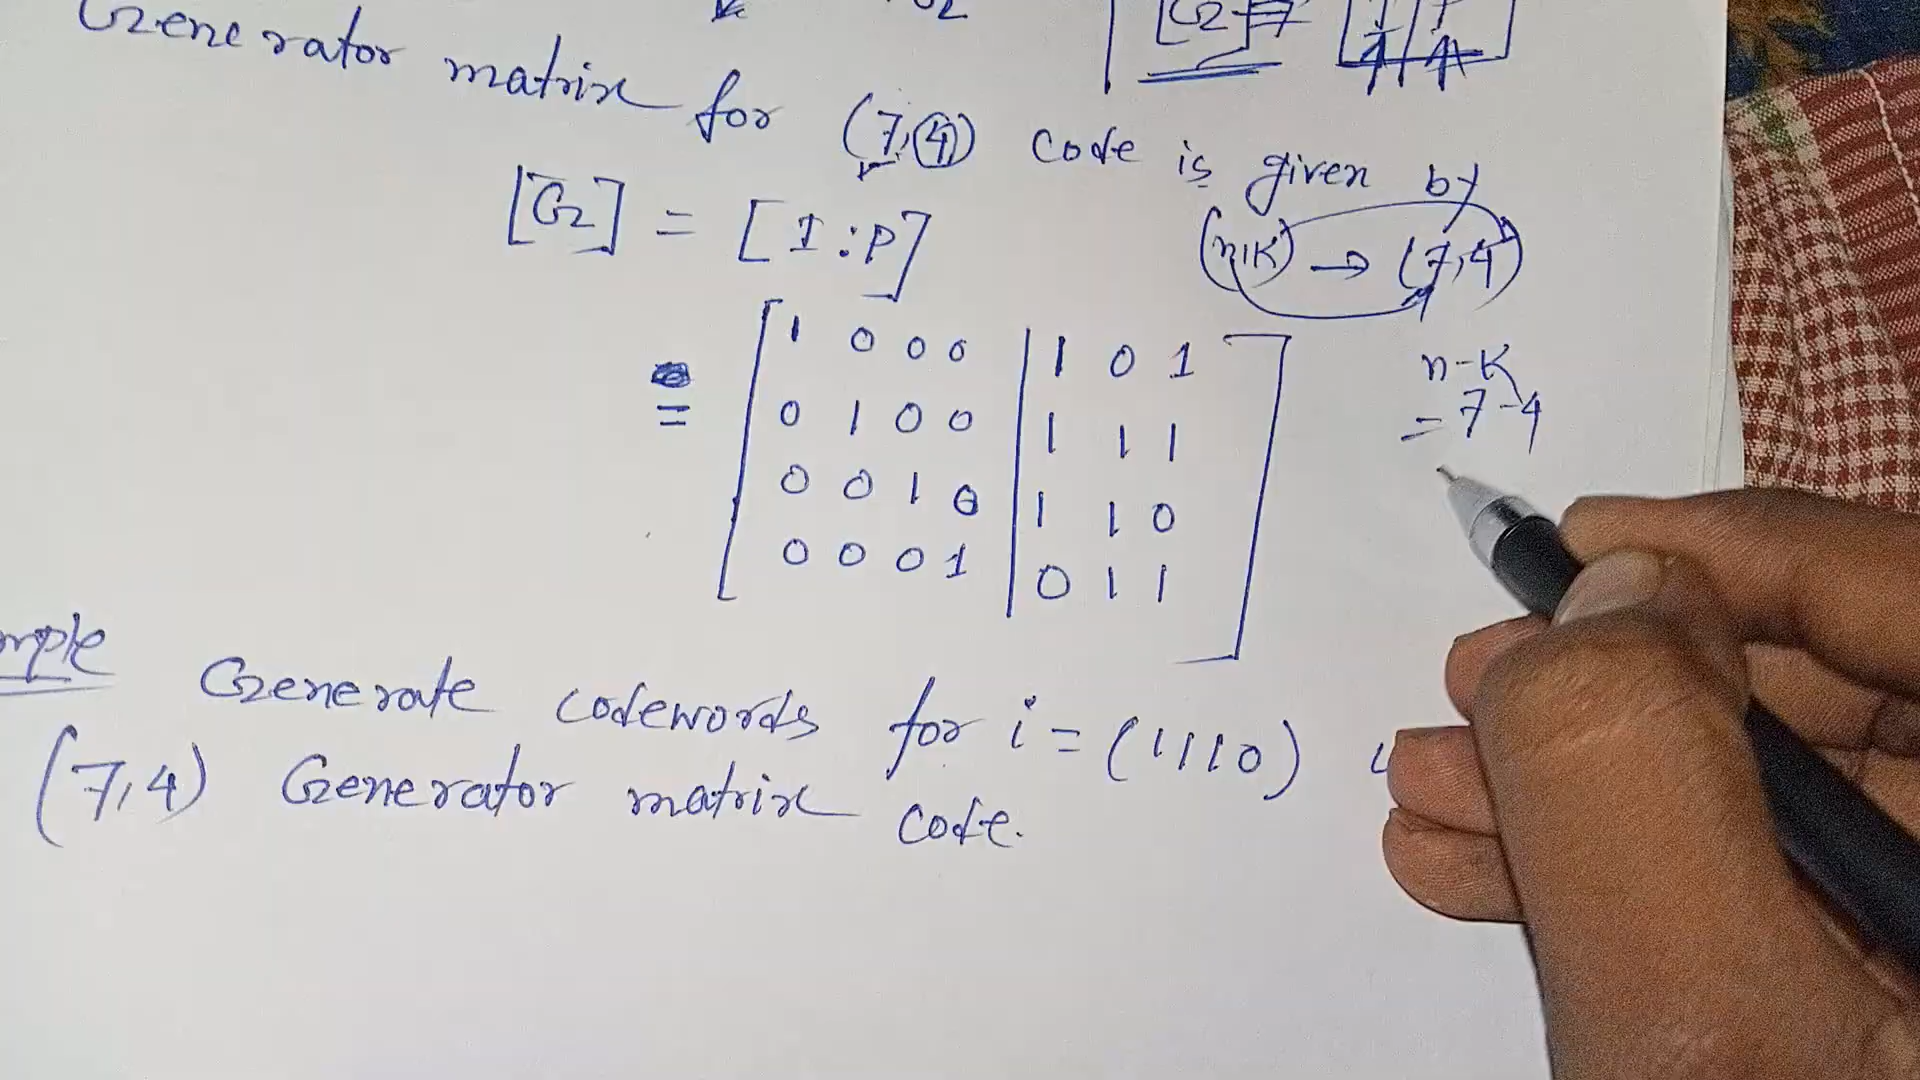 Generator matrix for (7,4) code is given by
[G] = [I:P]
(n,k) → (7,4)
= [ 1 0 0 0 | 1 0 1
0 1 0 0 | 1 1 1
0 0 1 0 | 1 1 0
0 0 0 1 | 0 1 1 ]
n-k
= 7-4
Generate codewords for i = (1110)
(7,4) Generator matrix code.